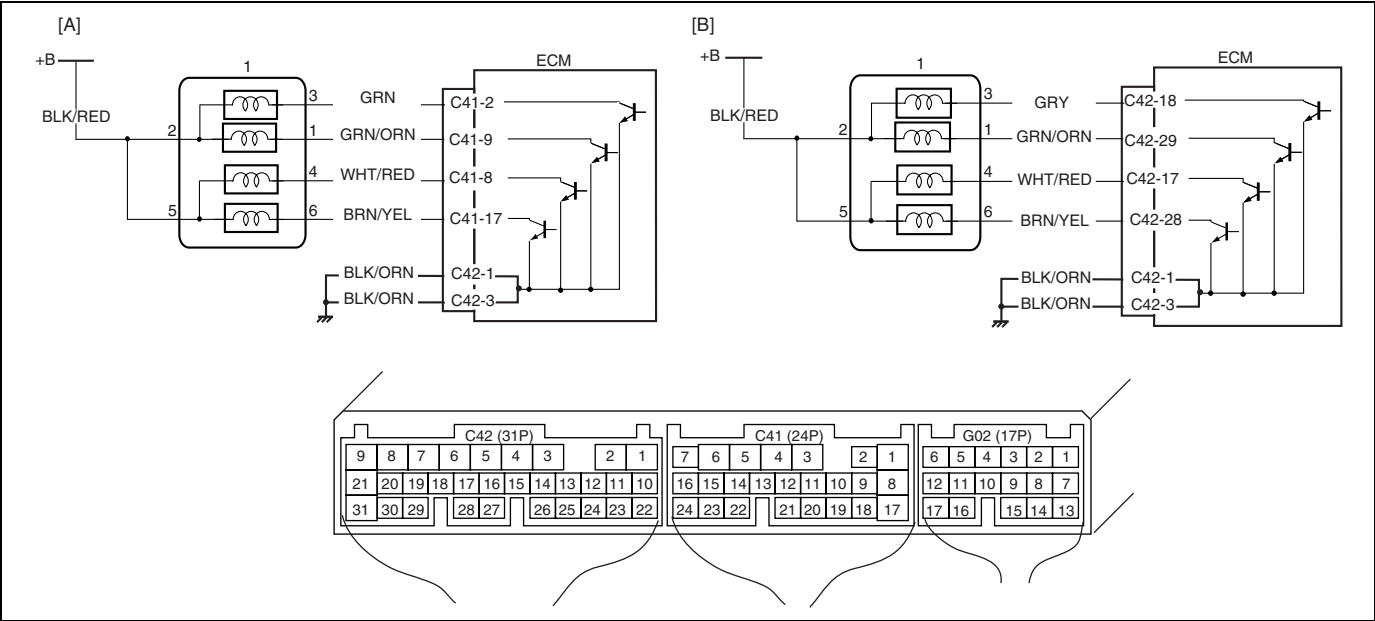 [A]
+B
BLK/RED
1
2
5
3
1
4
6
GRN
GRN/ORN
WHT/RED
BRN/YEL
BLK/ORN
BLK/ORN
ECM
C41-2
C41-9
C41-8
C41-17
C42-1
C42-3
[B]
+B
BLK/RED
1
2
5
3
1
4
6
GRY
GRN/ORN
WHT/RED
BRN/YEL
BLK/ORN
BLK/ORN
ECM
C42-18
C42-29
C42-17
C42-28
C42-1
C42-3
C42 (31P)
9 8 7 6 5 4 3 2 1
21 20 19 18 17 16 15 14 13 12 11 10
31 30 29 28 27 26 25 24 23 22
C41 (24P)
7 6 5 4 3 2 1
16 15 14 13 12 11 10 9 8
24 23 22 21 20 19 18 17
G02 (17P)
6 5 4 3 2 1
12 11 10 9 8 7
17 16 15 14 13